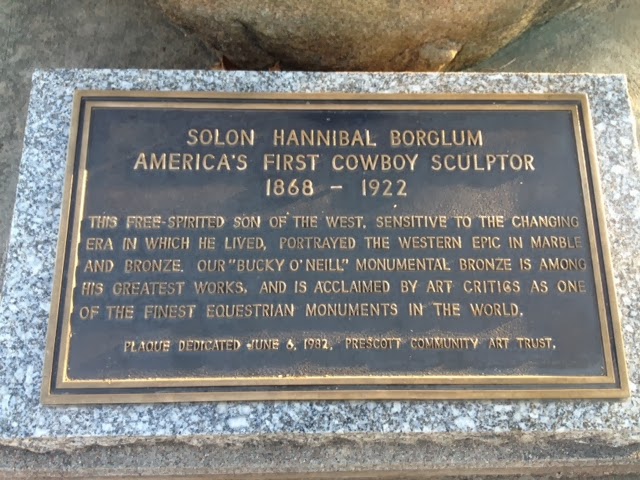 SOLON HANNIBAL BORGLUM
AMERICA'S FIRST COWBOY SCULPTOR
1868 - 1922
THIS FREE-SPIRITED SON OF THE WEST, SENSITIVE TO THE CHANGING
ERA IN WHICH HE LIVED, PORTRAYED THE WESTERN EPIC IN MARBLE
AND BRONZE. OUR "BUCKY O'NEILL" MONUMENTAL BRONZE IS AMONG
HIS GREATEST WORKS, AND IS ACCLAIMED BY ART CRITICS AS ONE
OF THE FINEST EQUESTRIAN MONUMENTS IN THE WORLD.
PLAQUE DEDICATED JUNE 6, 1982, PRESCOTT COMMUNITY ART TRUST.